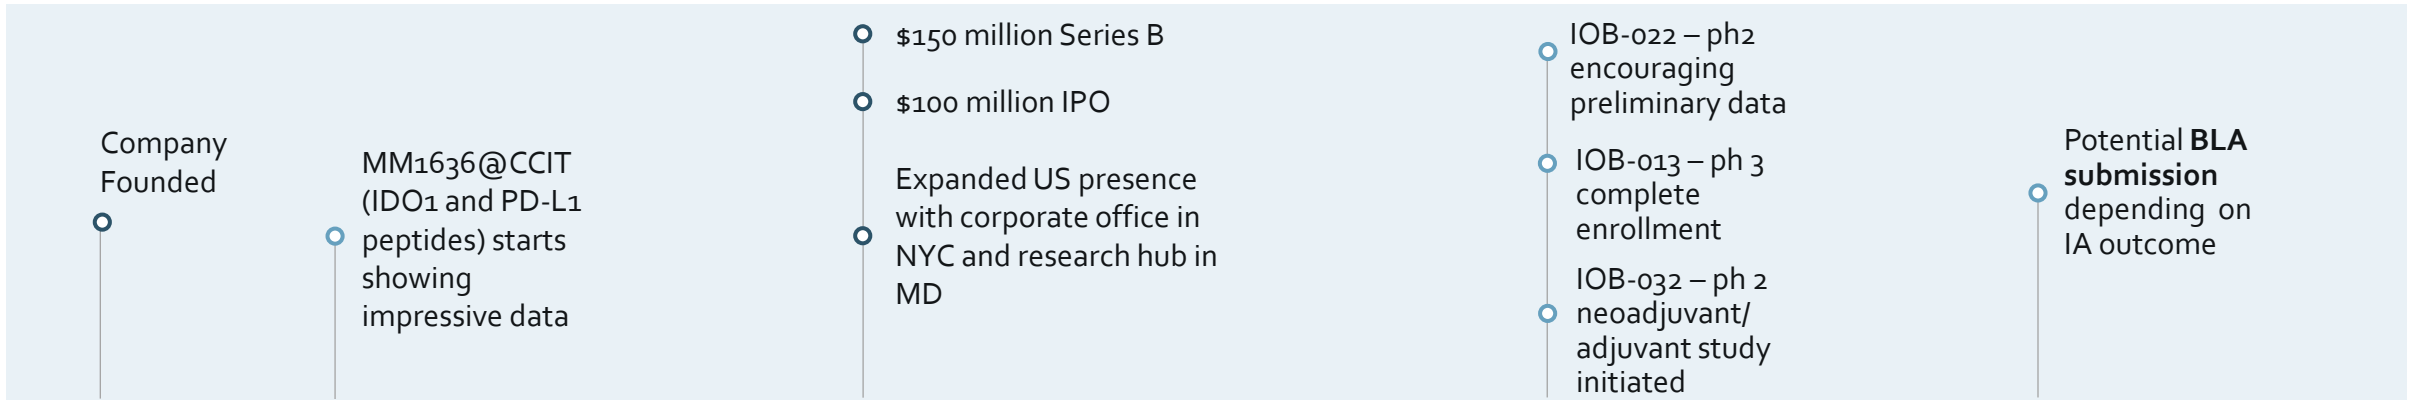 Company
Founded
MM1636@CCIT
(IDO1 and PD-L1
peptides) starts
showing
impressive data
$150 million Series B
$100 million IPO
Expanded US presence
with corporate office in
NYC and research hub in
MD
IOB-022 – ph2
encouraging
preliminary data
IOB-013 – ph 3
complete
enrollment
IOB-032 – ph 2
neoadjuvant/
adjuvant study
initiated
Potential BLA
submission
depending on
IA outcome